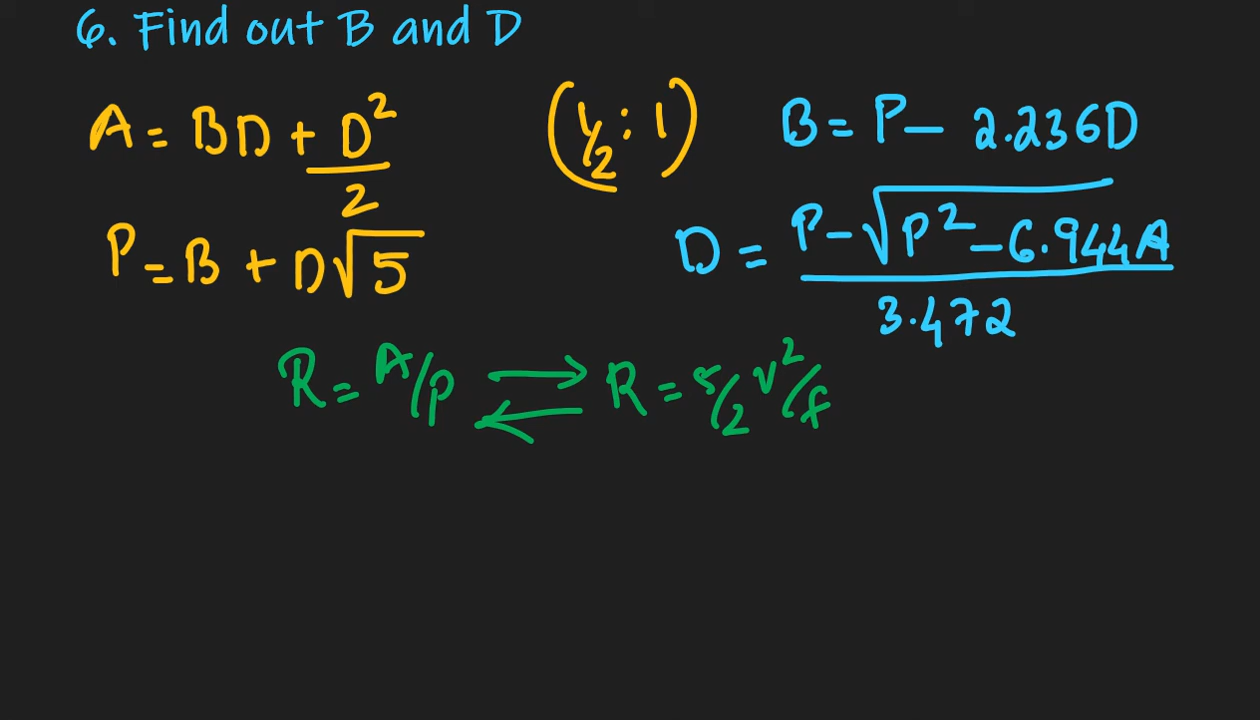 6. Find out B and D
A = BD + D²/2
(1/2 : 1)
B = P - 2.236D
P = B + D√5
D = (P - √(P² - 6.944A))/3.472
R = A/P ⇄ R = 5/2 V²/f